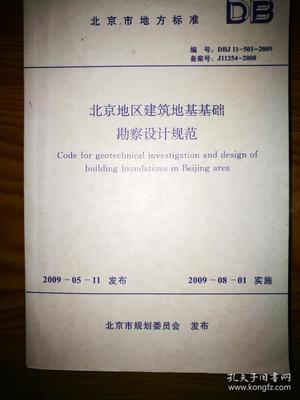 北京市地方标准
DB
编 号：DBJ 11-501-2009
备案号：J11254-2008
北京地区建筑地基基础
勘察设计规范
Code for geotechnical investigation and design of
building foundations in Beijing area
2009-05-11 发布
2009-08-01 实施
北京市规划委员会 发布
孔夫子旧书网
www.kongfz.com